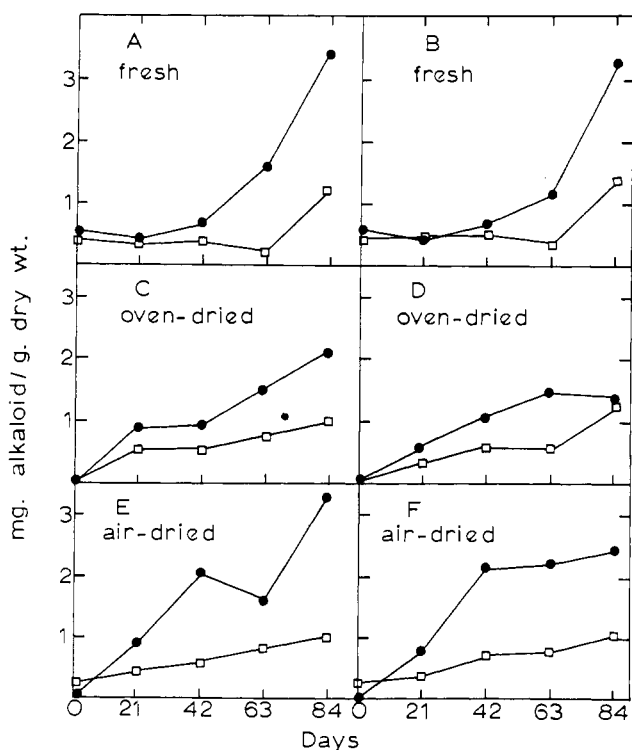 A
fresh
B
fresh
3
2
1
C
oven-dried
D
oven-dried
3
2
1
E
air-dried
F
air-dried
3
2
1
0 21 42 63 84 0 21 42 63 84
Days
mg. alkaloid/g. dry wt.